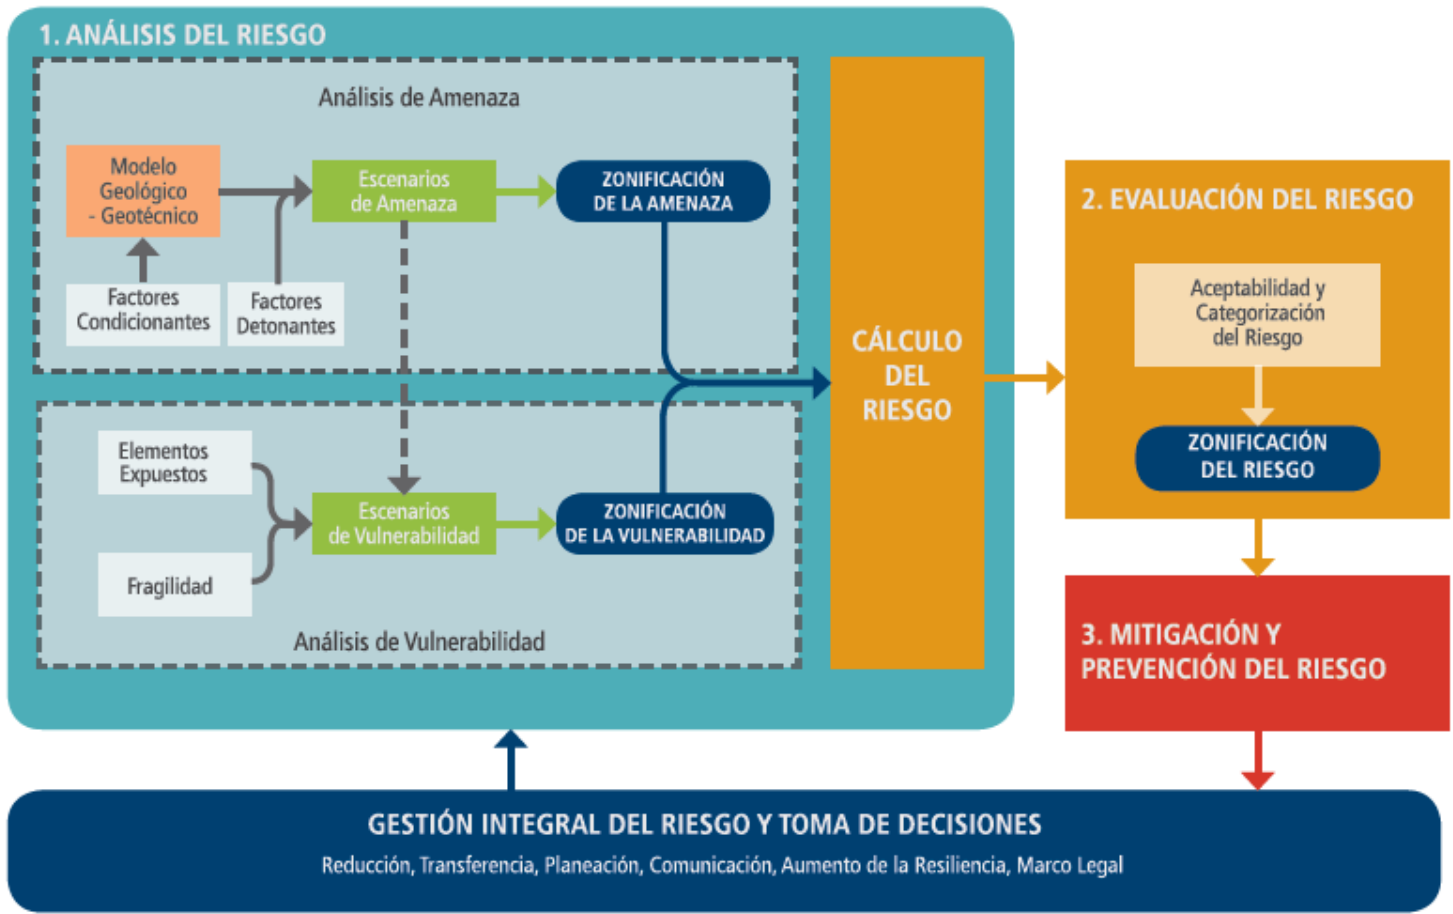 1. ANÁLISIS DEL RIESGO
Análisis de Amenaza
Modelo
Geológico
- Geotécnico
Escenarios
de Amenaza
ZONIFICACIÓN
DE LA AMENAZA
Factores
Condicionantes
Factores
Detonantes
Elementos
Expuestos
Fragilidad
Escenarios
de Vulnerabilidad
ZONIFICACIÓN
DE LA VULNERABILIDAD
Análisis de Vulnerabilidad
CÁLCULO
DEL
RIESGO
2. EVALUACIÓN DEL RIESGO
Aceptabilidad y
Categorización
del Riesgo
ZONIFICACIÓN
DEL RIESGO
3. MITIGACIÓN Y
PREVENCIÓN DEL RIESGO
GESTIÓN INTEGRAL DEL RIESGO Y TOMA DE DECISIONES
Reducción, Transferencia, Planeación, Comunicación, Aumento de la Resiliencia, Marco Legal